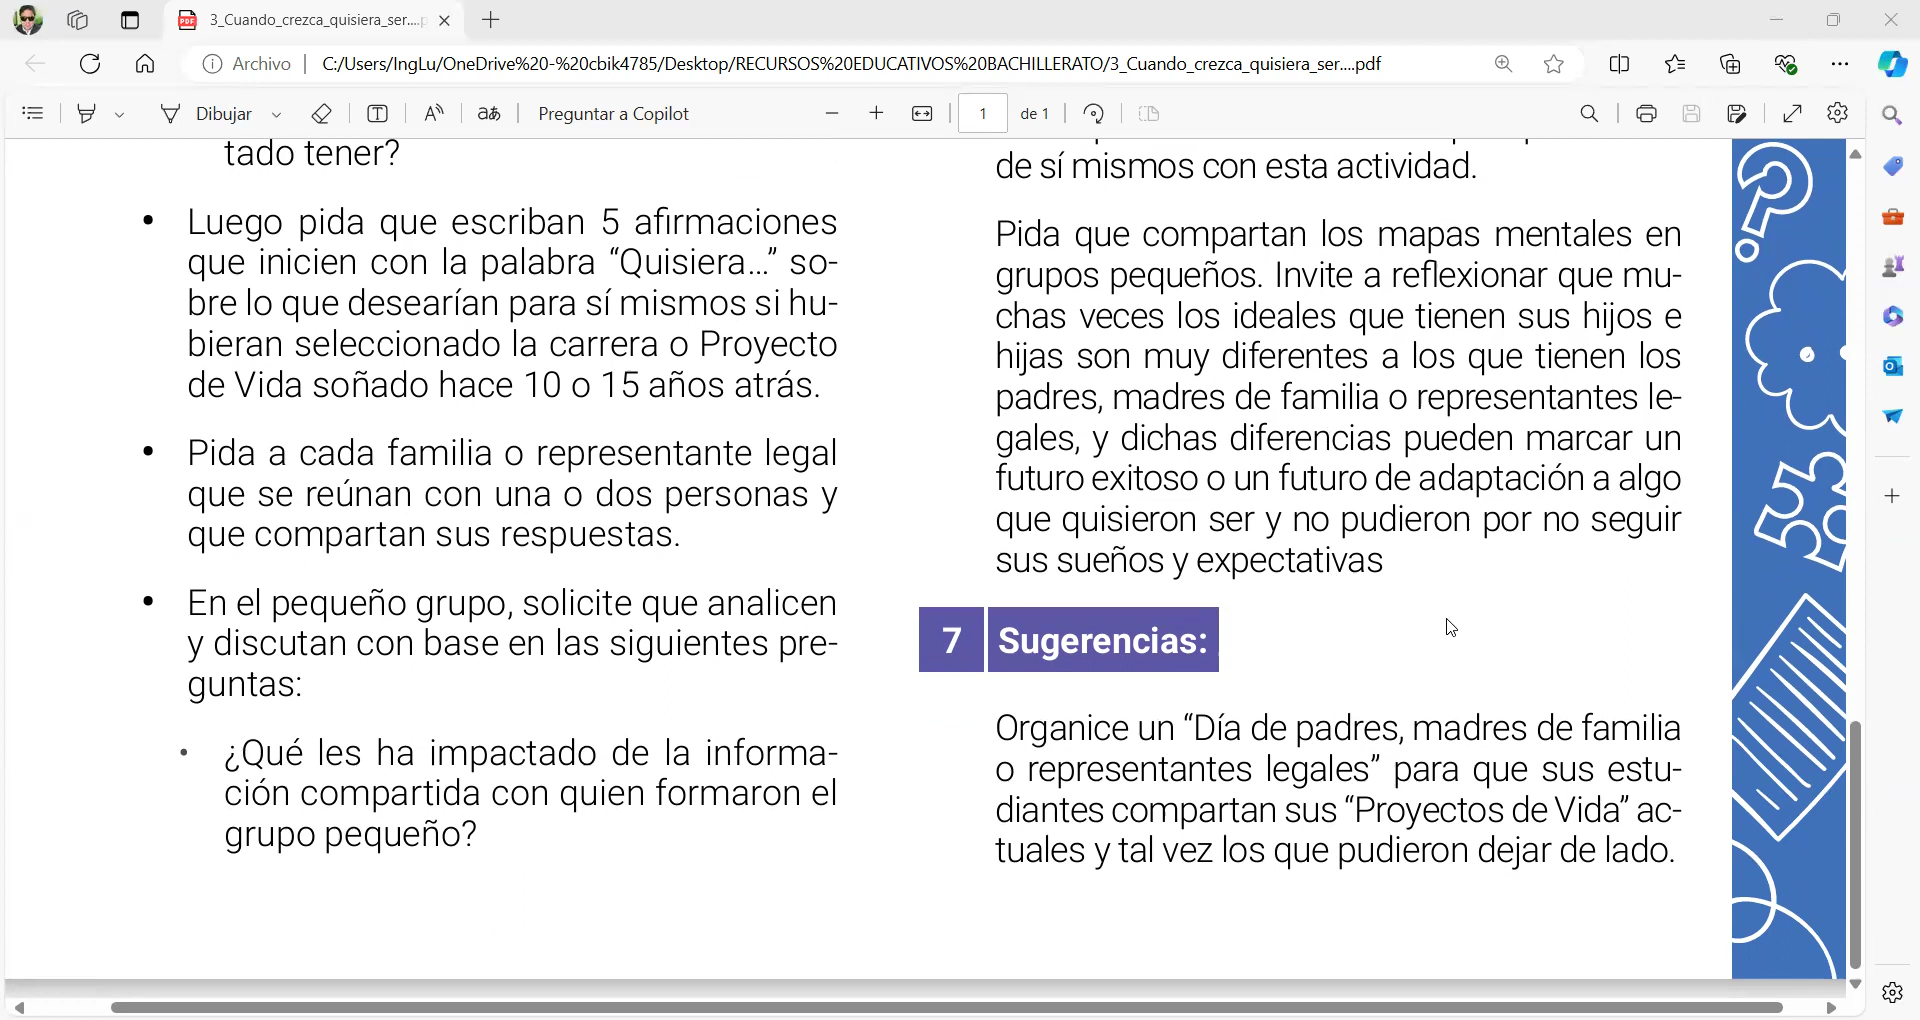 3_Cuando_crezca_quisiera_ser....p
Archivo
C:/Users/IngLu/OneDrive%20-%20cbik4785/Desktop/RECURSOS%20EDUCATIVOS%20BACHILLERATO/3_Cuando_crezca_quisiera_ser....pdf
Dibujar
Preguntar a Copilot
1
de 1
tado tener?
• Luego pida que escriban 5 afirmaciones
que inicien con la palabra “Quisiera...” so-
bre lo que desearían para sí mismos si hu-
bieran seleccionado la carrera o Proyecto
de Vida soñado hace 10 o 15 años atrás.
• Pida a cada familia o representante legal
que se reúnan con una o dos personas y
que compartan sus respuestas.
• En el pequeño grupo, solicite que analicen
y discutan con base en las siguientes pre-
guntas:
• ¿Qué les ha impactado de la informa-
ción compartida con quien formaron el
grupo pequeño?
de sí mismos con esta actividad.
Pida que compartan los mapas mentales en
grupos pequeños. Invite a reflexionar que mu-
chas veces los ideales que tienen sus hijos e
hijas son muy diferentes a los que tienen los
padres, madres de familia o representantes le-
gales, y dichas diferencias pueden marcar un
futuro exitoso o un futuro de adaptación a algo
que quisieron ser y no pudieron por no seguir
sus sueños y expectativas
7 Sugerencias:
Organice un “Día de padres, madres de familia
o representantes legales” para que sus estu-
diantes compartan sus “Proyectos de Vida” ac-
tuales y tal vez los que pudieron dejar de lado.